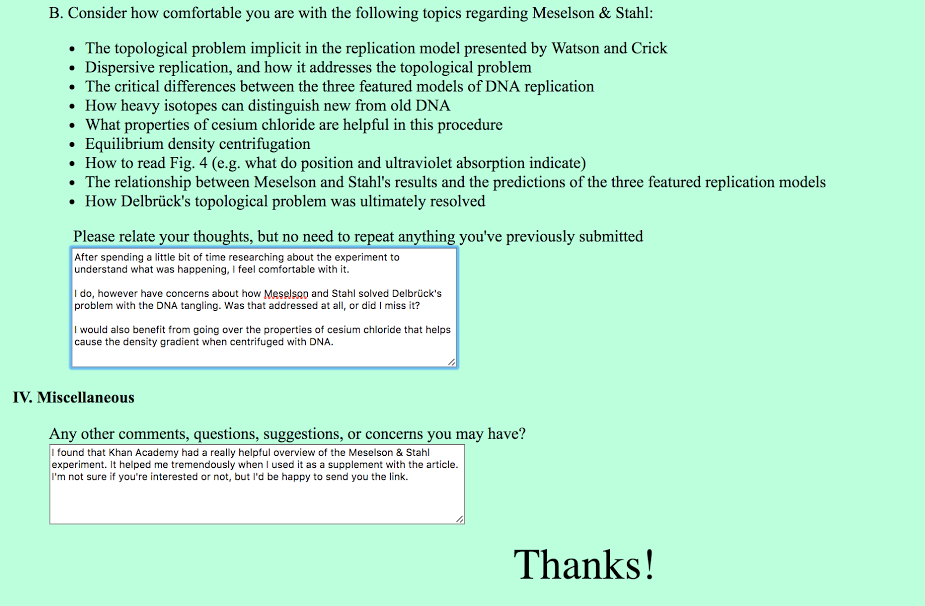 B. Consider how comfortable you are with the following topics regarding Meselson & Stahl:
• The topological problem implicit in the replication model presented by Watson and Crick
• Dispersive replication, and how it addresses the topological problem
• The critical differences between the three featured models of DNA replication
• How heavy isotopes can distinguish new from old DNA
• What properties of cesium chloride are helpful in this procedure
• Equilibrium density centrifugation
• How to read Fig. 4 (e.g. what do position and ultraviolet absorption indicate)
• The relationship between Meselson and Stahl's results and the predictions of the three featured replication models
• How Delbrück's topological problem was ultimately resolved
Please relate your thoughts, but no need to repeat anything you've previously submitted
After spending a little bit of time researching about the experiment to
understand what was happening, I feel comfortable with it.
I do, however have concerns about how Meselson and Stahl solved Delbrück's
problem with the DNA tangling. Was that addressed at all, or did I miss it?
I would also benefit from going over the properties of cesium chloride that helps
cause the density gradient when centrifuged with DNA.
IV. Miscellaneous
Any other comments, questions, suggestions, or concerns you may have?
I found that Khan Academy had a really helpful overview of the Meselson & Stahl
experiment. It helped me tremendously when I used it as a supplement with the article.
I'm not sure if you're interested or not, but I'd be happy to send you the link.
Thanks!